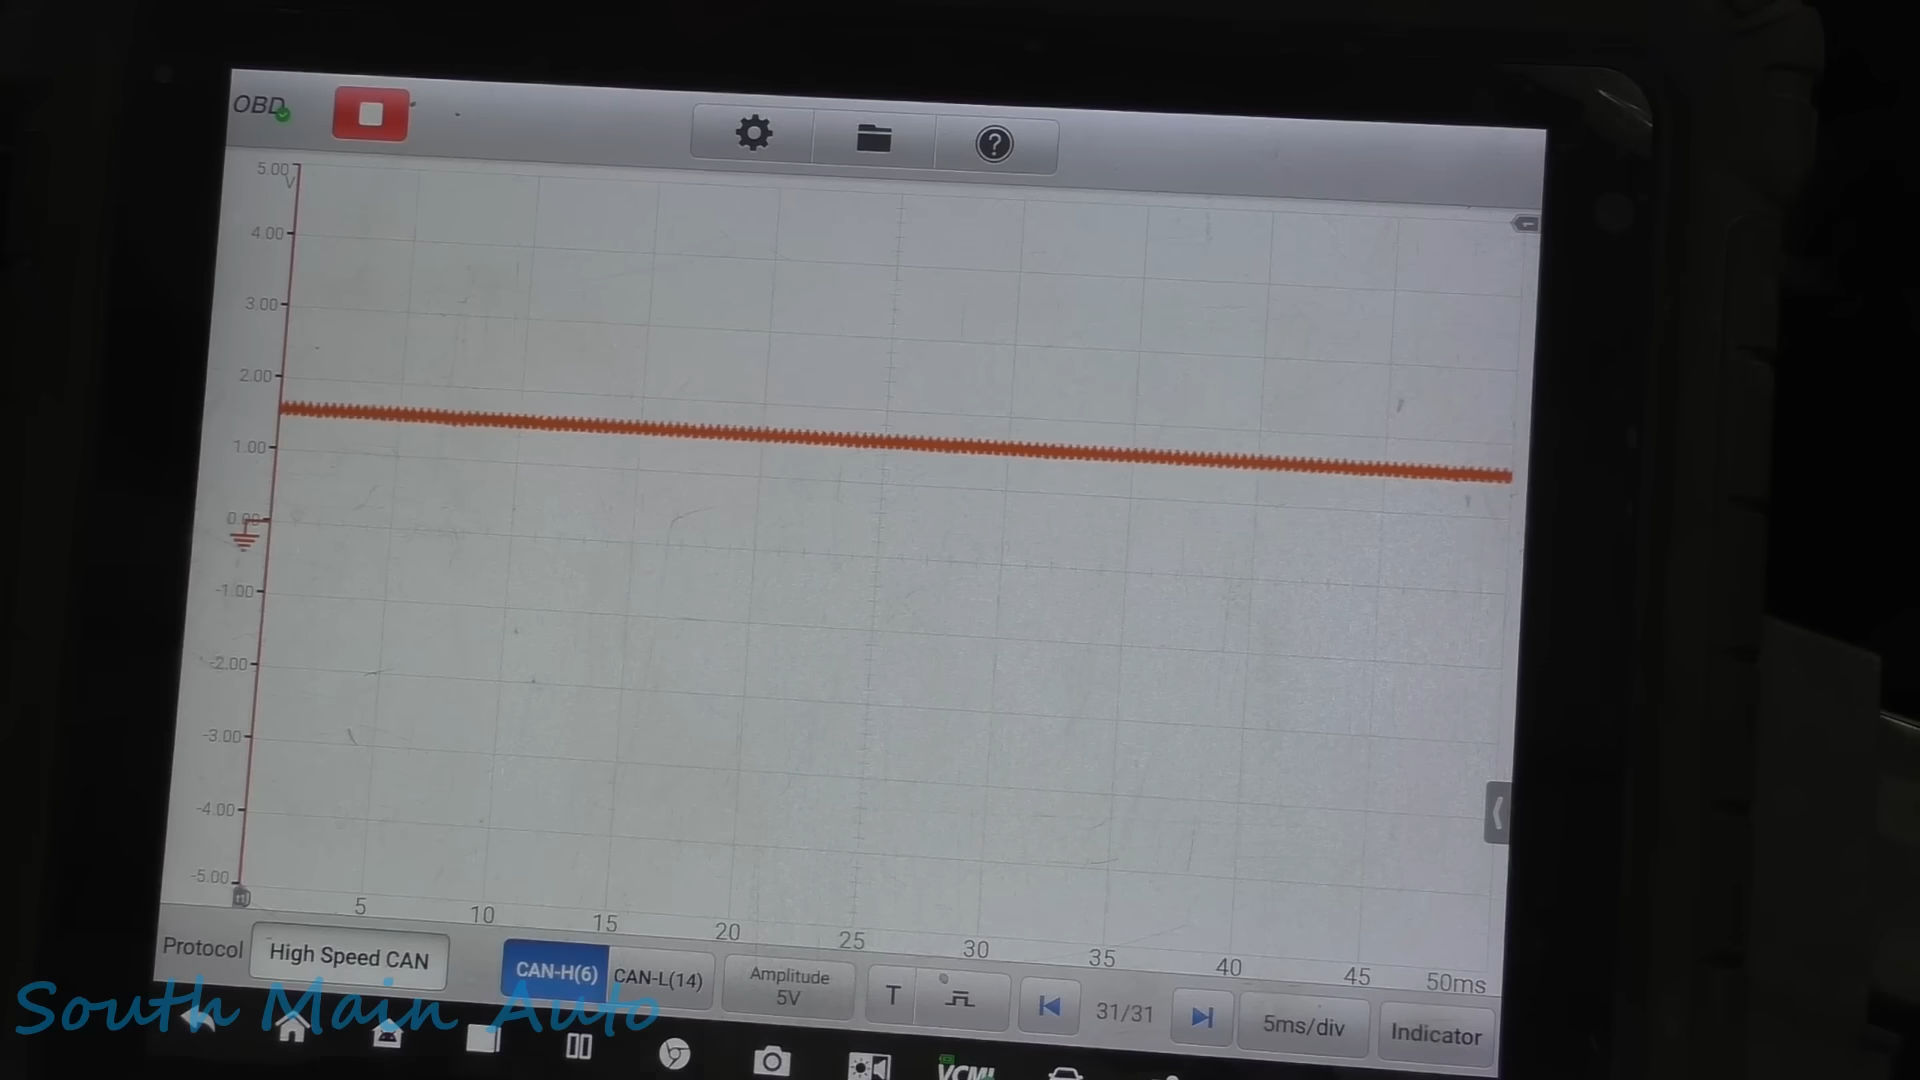 OBD
5.00
V
4.00
3.00
2.00
1.00
0.00
-1.00
-2.00
-3.00
-4.00
-5.00
5 10 15 20 25 30 35 40 45 50ms
Protocol High Speed CAN CAN-H(6) CAN-L(14) Amplitude 5V T 31/31 5ms/div Indicator
South Main Auto
VCMI